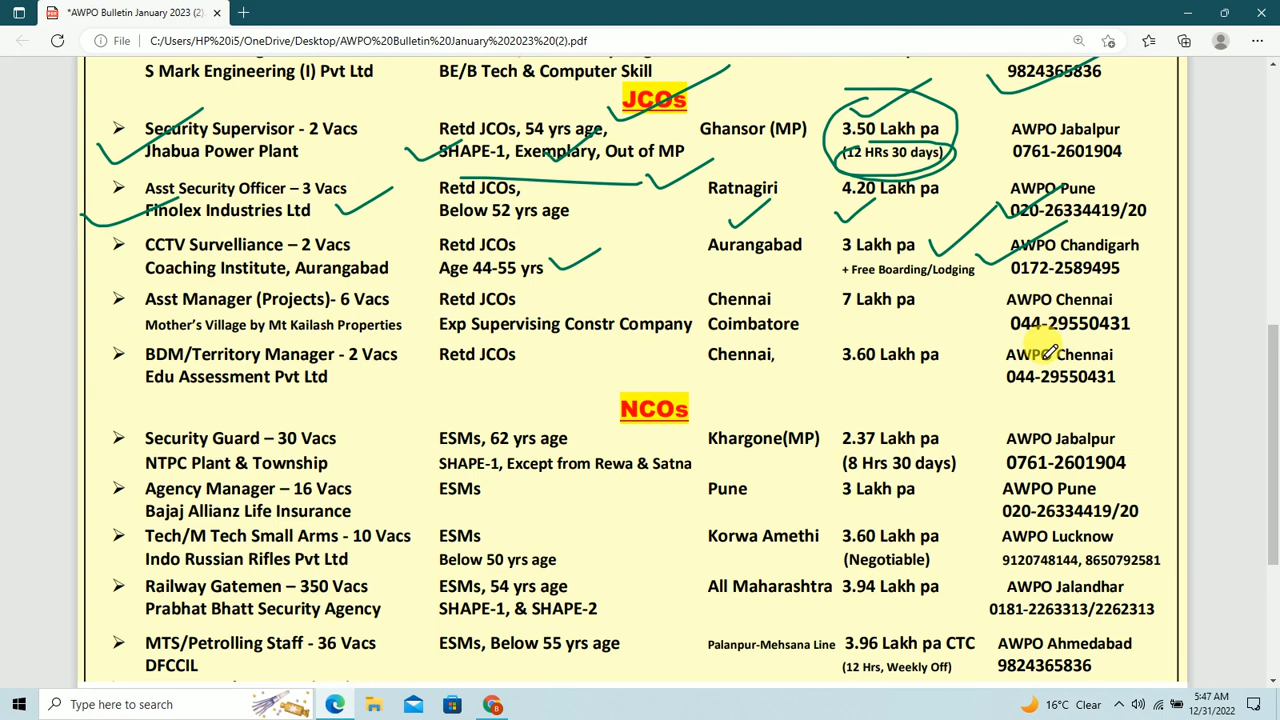 *AWPO Bulletin January 2023 (2)
File C:/Users/HP%20i5/OneDrive/Desktop/AWPO%20Bulletin%20January%202023%20(2).pdf
S Mark Engineering (I) Pvt Ltd BE/B Tech & Computer Skill 9824365836
JCOs
Security Supervisor - 2 Vacs Retd JCOs, 54 yrs age, Ghansor (MP) 3.50 Lakh pa AWPO Jabalpur
Jhabua Power Plant SHAPE-1, Exemplary, Out of MP (12 HRs 30 days) 0761-2601904
Asst Security Officer – 3 Vacs Retd JCOs, Ratnagiri 4.20 Lakh pa AWPO Pune
Finolex Industries Ltd Below 52 yrs age 020-26334419/20
CCTV Survelliance – 2 Vacs Retd JCOs Aurangabad 3 Lakh pa AWPO Chandigarh
Coaching Institute, Aurangabad Age 44-55 yrs + Free Boarding/Lodging 0172-2589495
Asst Manager (Projects)- 6 Vacs Retd JCOs Chennai 7 Lakh pa AWPO Chennai
Mother's Village by Mt Kailash Properties Exp Supervising Constr Company Coimbatore 044-29550431
BDM/Territory Manager - 2 Vacs Retd JCOs Chennai, 3.60 Lakh pa AWPO Chennai
Edu Assessment Pvt Ltd 044-29550431
NCOs
Security Guard – 30 Vacs ESMs, 62 yrs age Khargone(MP) 2.37 Lakh pa AWPO Jabalpur
NTPC Plant & Township SHAPE-1, Except from Rewa & Satna (8 Hrs 30 days) 0761-2601904
Agency Manager – 16 Vacs ESMs Pune 3 Lakh pa AWPO Pune
Bajaj Allianz Life Insurance 020-26334419/20
Tech/M Tech Small Arms - 10 Vacs ESMs Korwa Amethi 3.60 Lakh pa AWPO Lucknow
Indo Russian Rifles Pvt Ltd Below 50 yrs age (Negotiable) 9120748144, 8650792581
Railway Gatemen – 350 Vacs ESMs, 54 yrs age All Maharashtra 3.94 Lakh pa AWPO Jalandhar
Prabhat Bhatt Security Agency SHAPE-1, & SHAPE-2 0181-2263313/2262313
MTS/Petrolling Staff - 36 Vacs ESMs, Below 55 yrs age Palanpur-Mehsana Line 3.96 Lakh pa CTC AWPO Ahmedabad
DFCCIL (12 Hrs, Weekly Off) 9824365836
Type here to search 16°C Clear 5:47 AM
12/31/2022